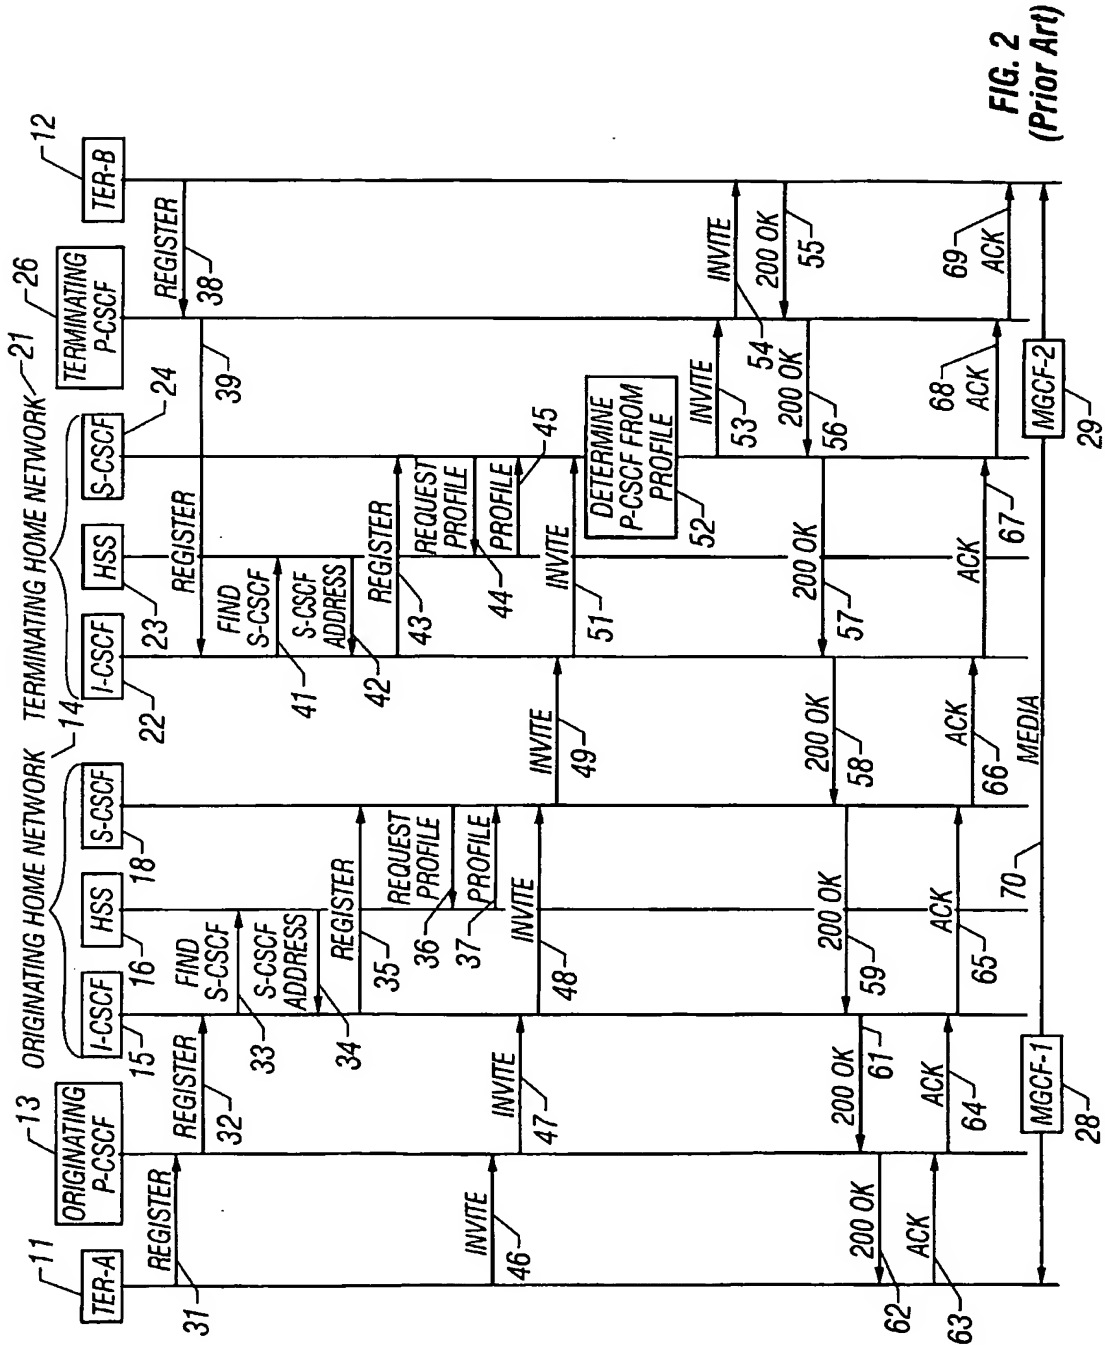 ORIGINATING HOME NETWORK
14
TERMINATING HOME NETWORK
21
11
TER-A
13
ORIGINATING
P-CSCF
I-CSCF
15
HSS
16
S-CSCF
18
I-CSCF
22
HSS
23
S-CSCF
24
TERMINATING
P-CSCF
26
TER-B
12
REGISTER
31
REGISTER
32
FIND
S-CSCF
33
S-CSCF
ADDRESS
34
REGISTER
35
REQUEST
PROFILE
36
PROFILE
37
REGISTER
38
REGISTER
39
FIND
S-CSCF
41
S-CSCF
ADDRESS
42
REGISTER
43
REQUEST
PROFILE
44
PROFILE
45
INVITE
46
INVITE
47
INVITE
48
INVITE
49
INVITE
51
DETERMINE
P-CSCF FROM
PROFILE
52
INVITE
53
INVITE
54
200 OK
55
200 OK
56
200 OK
57
200 OK
58
200 OK
59
200 OK
61
200 OK
62
ACK
63
ACK
64
ACK
65
ACK
66
ACK
67
ACK
68
ACK
69
MGCF-1
28
70
MEDIA
MGCF-2
29
FIG. 2
(Prior Art)